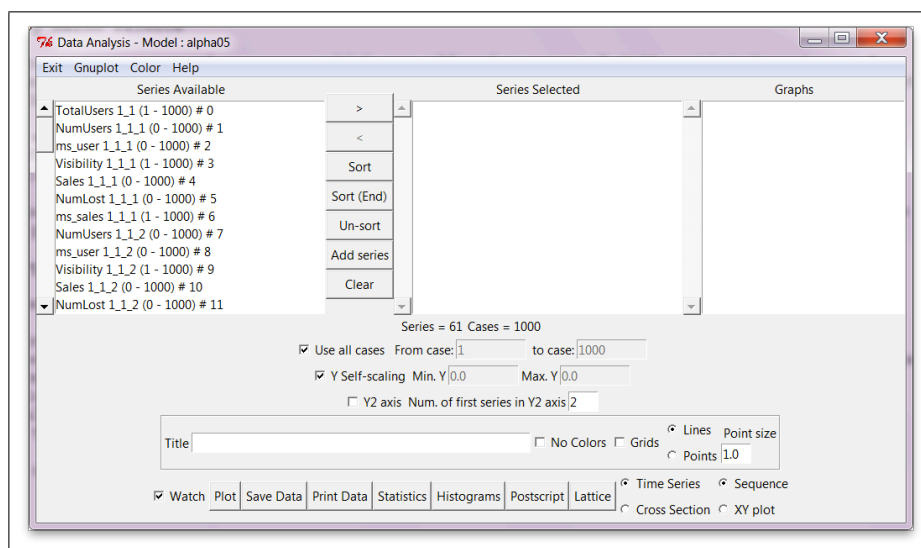 Data Analysis - Model : alpha05
Exit Gnuplot Color Help
Series Available
Series Selected
Graphs
TotalUsers 1_1 (1 - 1000) # 0
NumUsers 1_1_1 (0 - 1000) # 1
ms_user 1_1_1 (0 - 1000) # 2
Visibility 1_1_1 (1 - 1000) # 3
Sales 1_1_1 (0 - 1000) # 4
NumLost 1_1_1 (0 - 1000) # 5
ms_sales 1_1_1 (1 - 1000) # 6
NumUsers 1_1_2 (0 - 1000) # 7
ms_user 1_1_2 (0 - 1000) # 8
Visibility 1_1_2 (1 - 1000) # 9
Sales 1_1_2 (0 - 1000) # 10
NumLost 1_1_2 (0 - 1000) # 11
>
<
Sort
Sort (End)
Un-sort
Add series
Clear
Series = 61 Cases = 1000
Use all cases From case: 1 to case: 1000
Y Self-scaling Min. Y 0.0 Max. Y 0.0
Y2 axis Num. of first series in Y2 axis 2
Title
No Colors Grids
Lines
Points
Point size
1.0
Watch Plot Save Data Print Data Statistics Histograms Postscript Lattice
Time Series Sequence
Cross Section XY plot